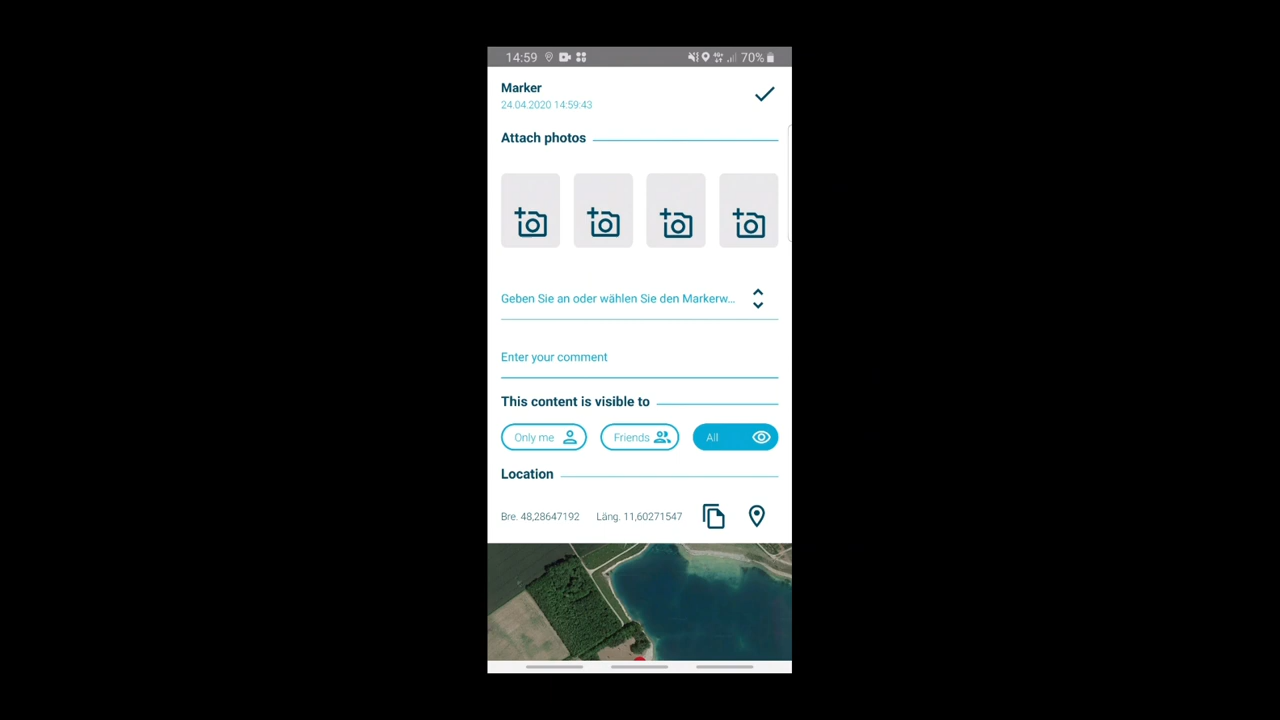 14:59 70%
Marker
24.04.2020 14:59:43
Attach photos
Geben Sie an oder wählen Sie den Markerw...
Enter your comment
This content is visible to
Only me Friends All
Location
Bre. 48,28647192 Läng. 11,60271547